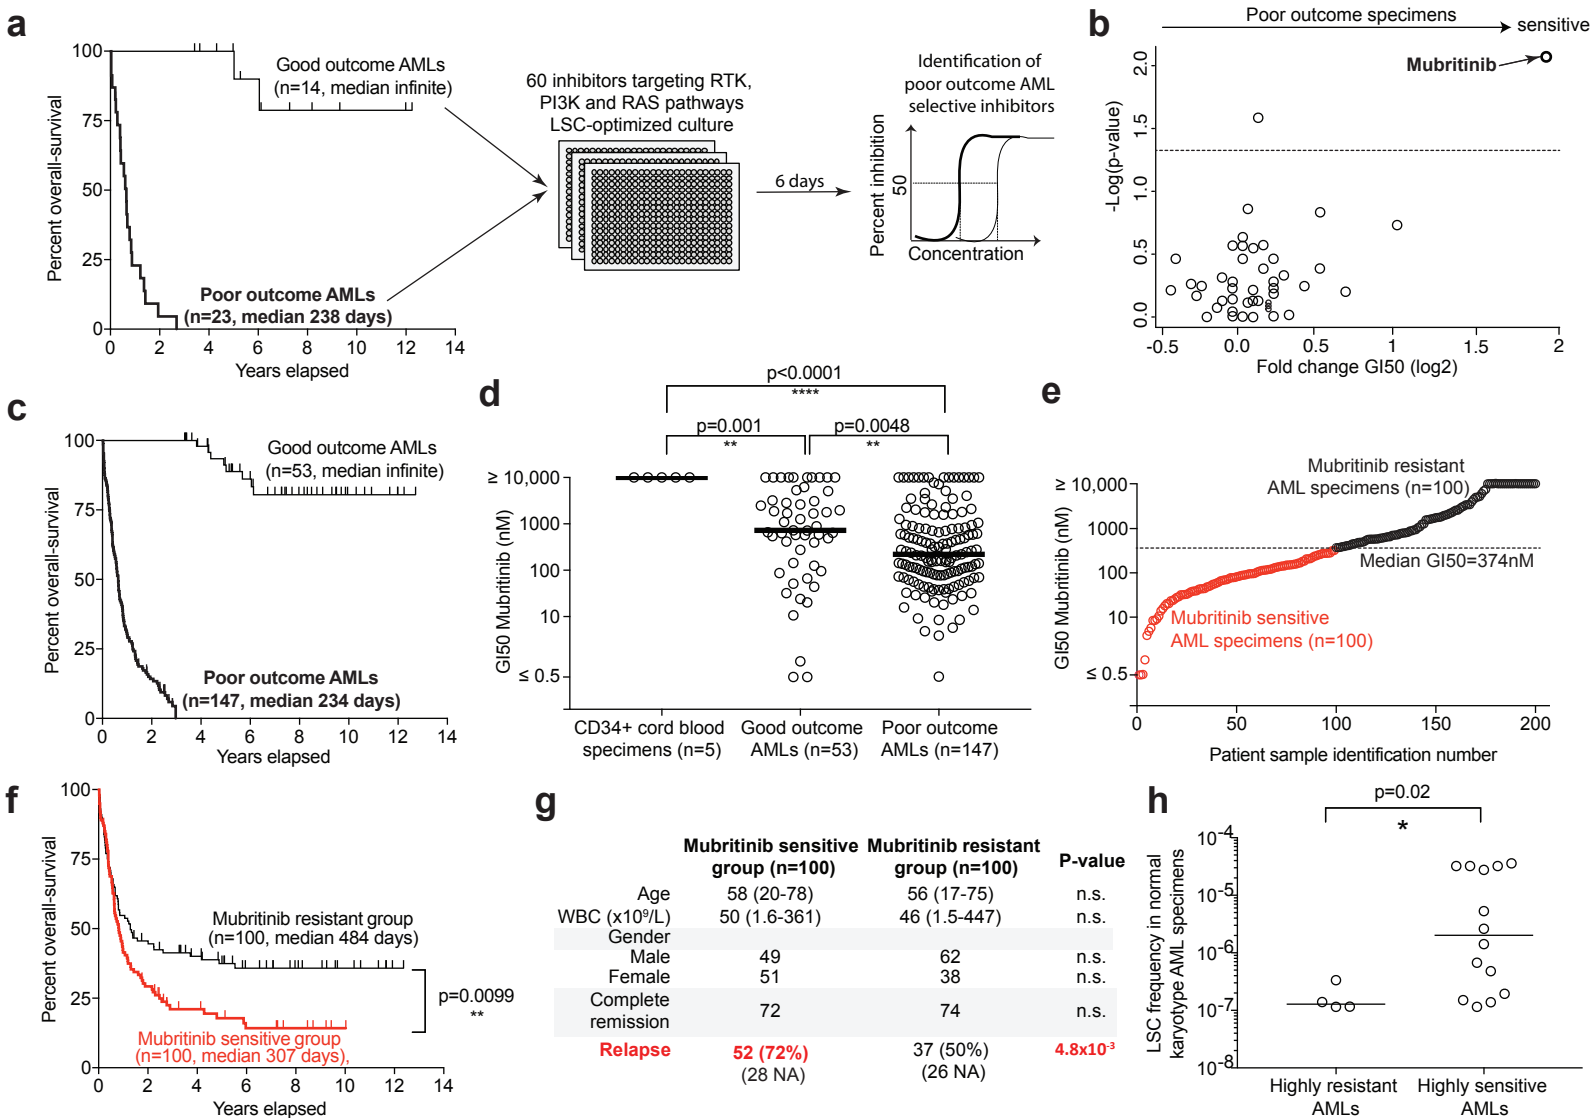 a
Percent overall-survival
100
75
50
25
0
0 2 4 6 8 10 12 14
Years elapsed
Good outcome AMLs
(n=14, median infinite)
Poor outcome AMLs
(n=23, median 238 days)
60 inhibitors targeting RTK,
PI3K and RAS pathways
LSC-optimized culture
6 days
Identification of
poor outcome AML
selective inhibitors
Percent inhibition
50
Concentration
b
Poor outcome specimens
sensitive
Mubritinib
-Log(p-value)
2.0
1.5
1.0
0.5
0.0
-0.5 0.0 0.5 1 1.5 2
Fold change GI50 (log2)
c
Percent overall-survival
100
75
50
25
0
0 2 4 6 8 10 12 14
Years elapsed
Good outcome AMLs
(n=53, median infinite)
Poor outcome AMLs
(n=147, median 234 days)
d
p<0.0001
****
p=0.001
**
p=0.0048
**
GI50 Mubritinib (nM)
≥ 10,000
1000
100
10
≤ 0.5
CD34+ cord blood
specimens (n=5)
Good outcome
AMLs (n=53)
Poor outcome
AMLs (n=147)
e
GI50 Mubritinib (nM)
≥ 10,000
1000
100
10
≤ 0.5
Mubritinib resistant
AML specimens (n=100)
Median GI50=374nM
Mubritinib sensitive
AML specimens (n=100)
0 50 100 150 200
Patient sample identification number
f
Percent overall-survival
100
75
50
25
0
0 2 4 6 8 10 12
Years elapsed
Mubritinib resistant group
(n=100, median 484 days)
p=0.0099
**
Mubritinib sensitive group
(n=100, median 307 days),
g
Mubritinib sensitive group (n=100) Mubritinib resistant group (n=100) P-value
Age 58 (20-78) 56 (17-75) n.s.
WBC (x10⁹/L) 50 (1.6-361) 46 (1.5-447) n.s.
Gender
Male 49 62 n.s.
Female 51 38 n.s.
Complete remission 72 74 n.s.
Relapse 52 (72%) 37 (50%) 4.8x10⁻³
(28 NA) (26 NA)
h
p=0.02
*
LSC frequency in normal
karyotype AML specimens
10⁻⁴
10⁻⁵
10⁻⁶
10⁻⁷
10⁻⁸
Highly resistant
AMLs
Highly sensitive
AMLs